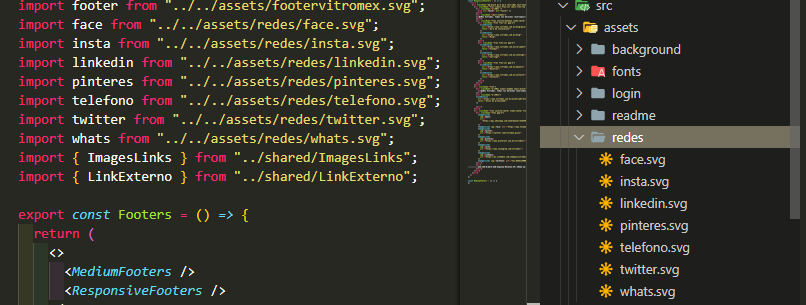 import footer from "../../assets/footervitromex.svg";
import face from "../../assets/redes/face.svg";
import insta from "../../assets/redes/insta.svg";
import linkedin from "../../assets/redes/linkedin.svg";
import pinteres from "../../assets/redes/pinteres.svg";
import telefono from "../../assets/redes/telefono.svg";
import twitter from "../../assets/redes/twitter.svg";
import whats from "../../assets/redes/whats.svg";
import { ImagesLinks } from "../shared/ImagesLinks";
import { LinkExterno } from "../shared/LinkExterno";
export const Footers = () => {
return (
<>
<MediumFooters />
<ResponsiveFooters />
src
assets
background
fonts
login
readme
redes
face.svg
insta.svg
linkedin.svg
pinteres.svg
telefono.svg
twitter.svg
whats.svg